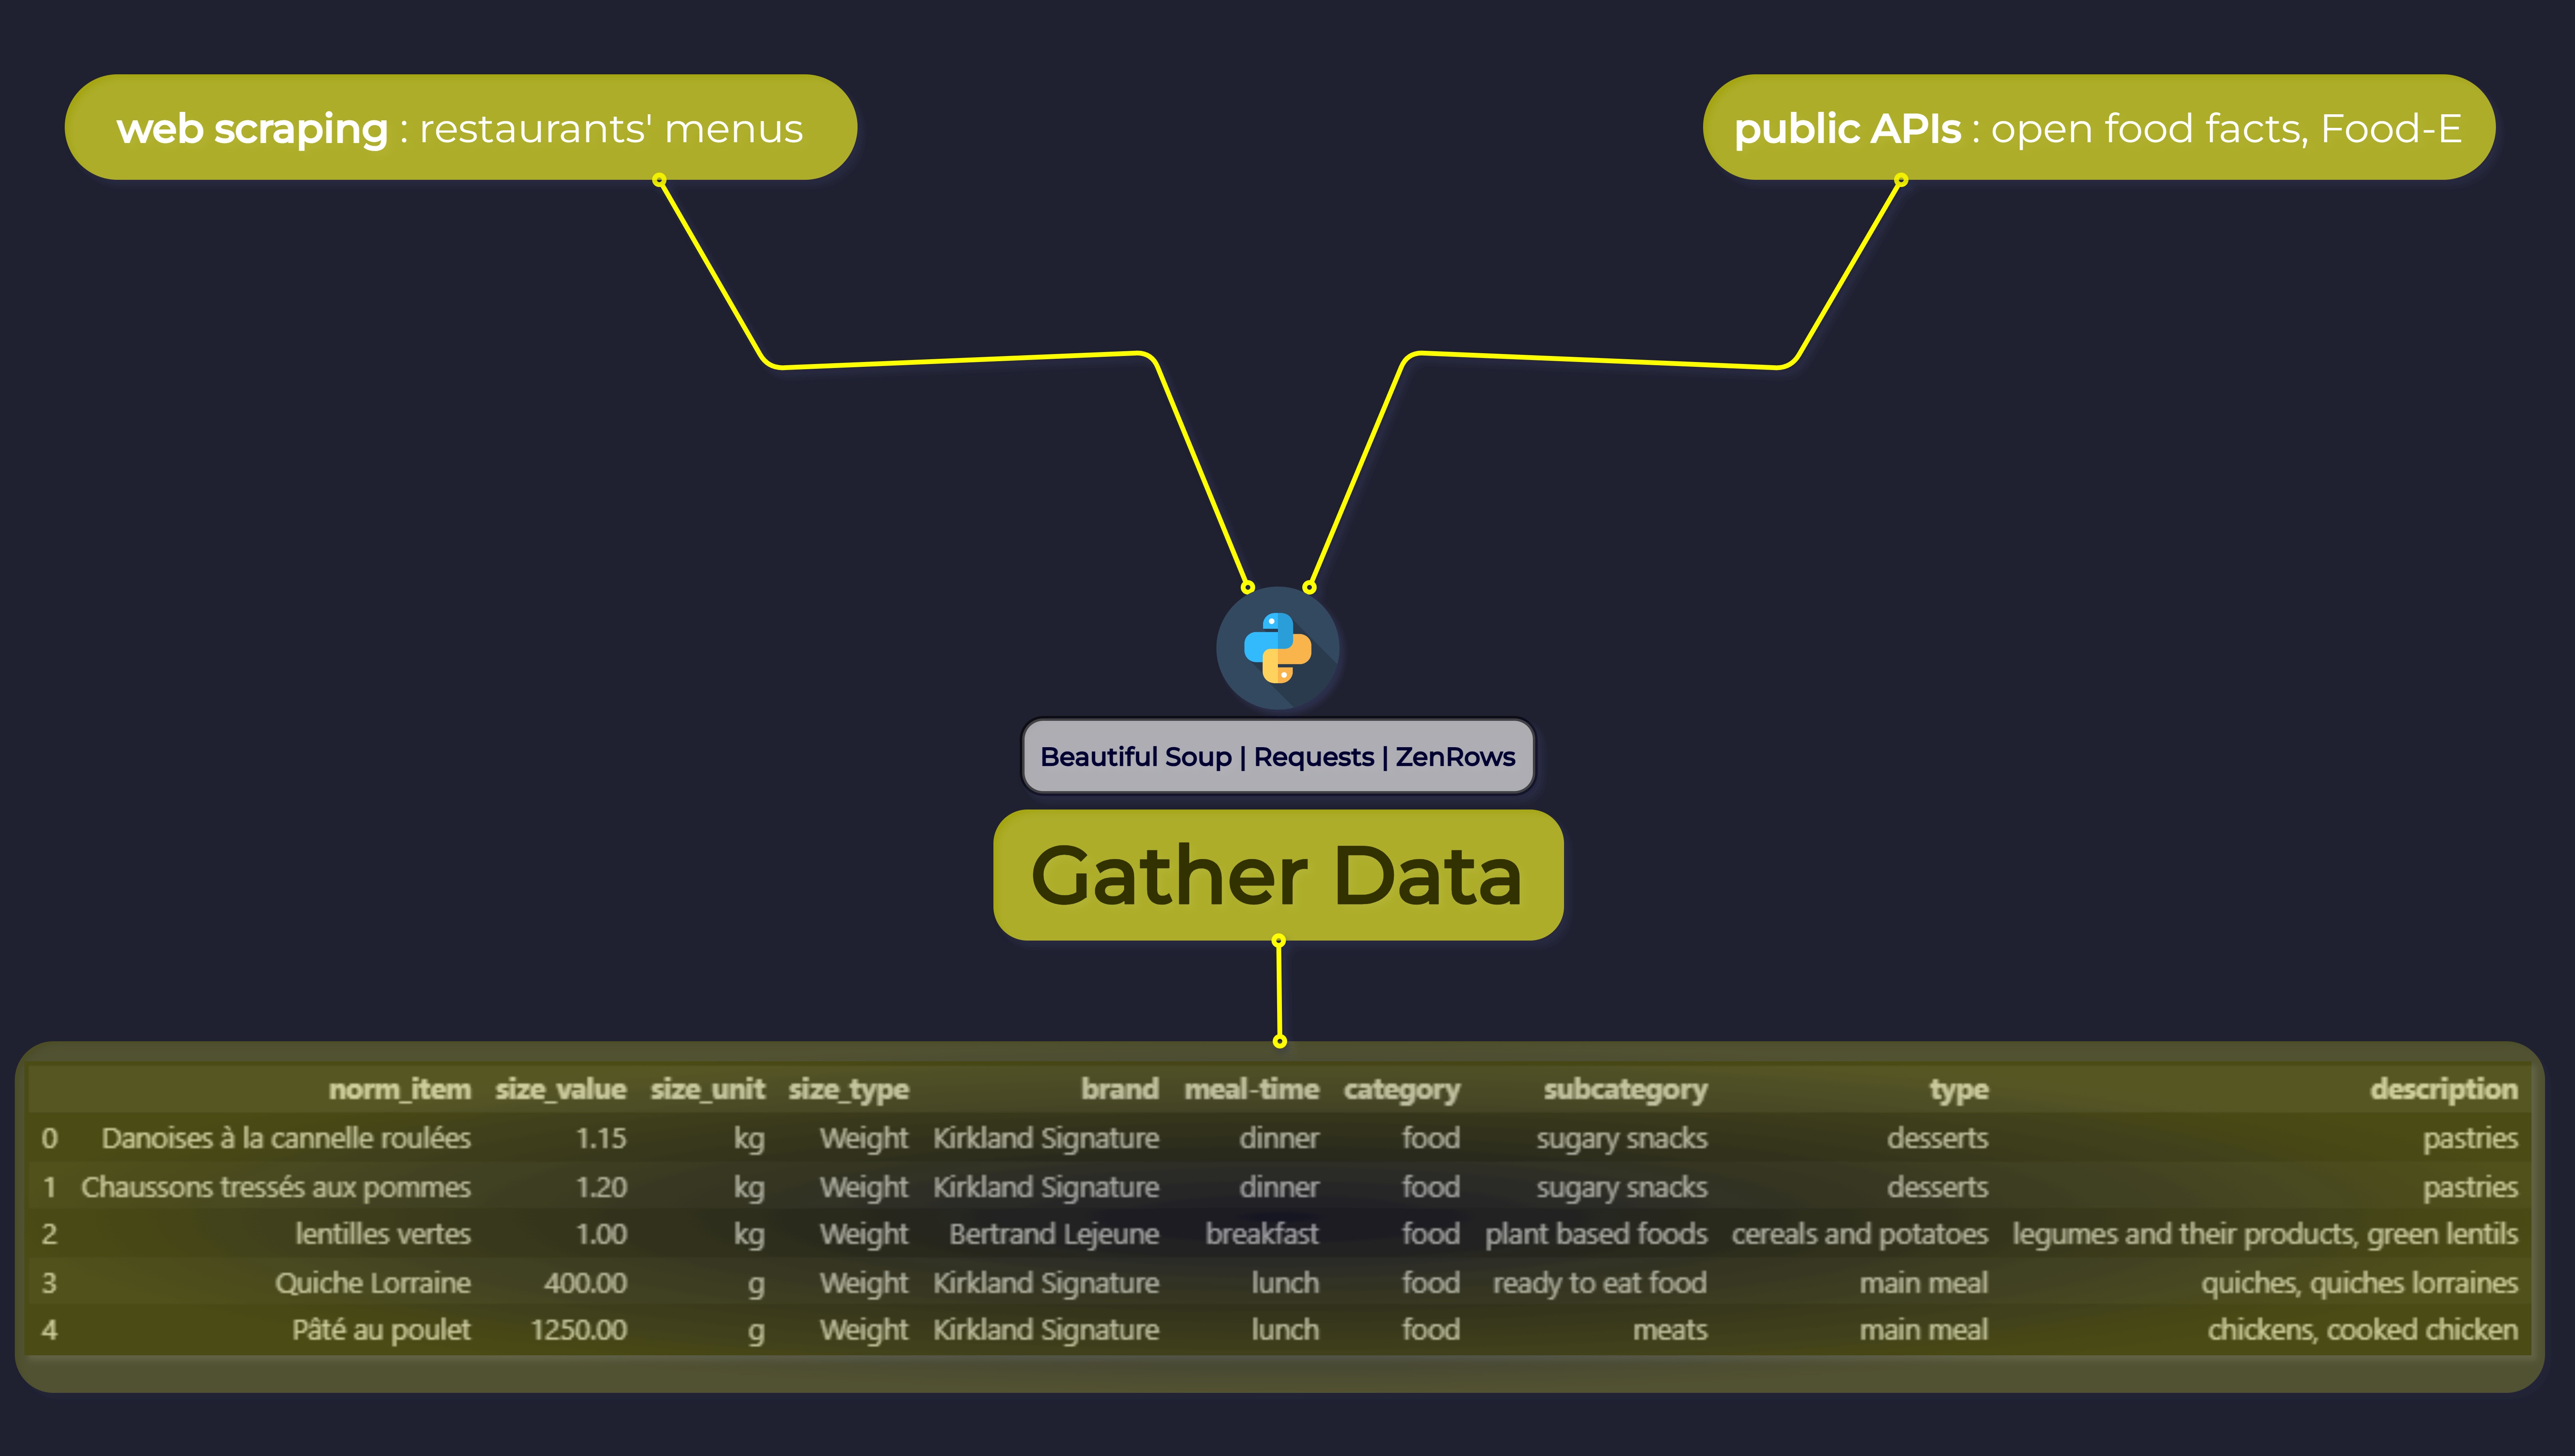 web scraping : restaurants' menus
public APIs : open food facts, Food-E
Beautiful Soup | Requests | ZenRows
Gather Data
norm_item size_value size_unit size_type brand meal-time category subcategory type description
0 Danoises à la cannelle roulées 1.15 kg Weight Kirkland Signature dinner food sugary snacks desserts pastries
1 Chaussons tressés aux pommes 1.20 kg Weight Kirkland Signature dinner food sugary snacks desserts pastries
2 lentilles vertes 1.00 kg Weight Bertrand Lejeune breakfast food plant based foods cereals and potatoes legumes and their products, green lentils
3 Quiche Lorraine 400.00 g Weight Kirkland Signature lunch food ready to eat food main meal quiches, quiches lorraines
4 Pâté au poulet 1250.00 g Weight Kirkland Signature lunch food meats main meal chickens, cooked chicken